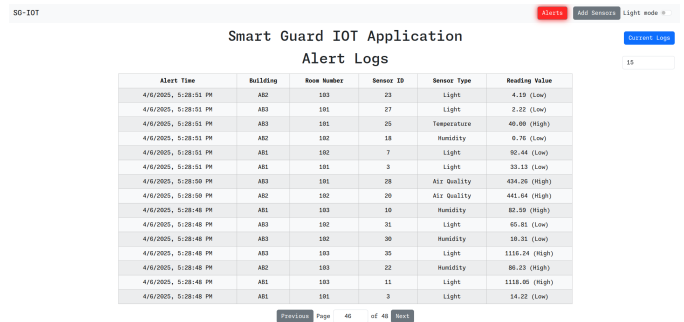 SG-IOT Alerts Add Sensors Light mode
Smart Guard IOT Application
Current Logs
Alert Logs
15
Alert Time Building Room Number Sensor ID Sensor Type Reading Value
4/6/2025, 5:28:51 PM AB2 103 23 Light 4.19 (Low)
4/6/2025, 5:28:51 PM AB3 101 27 Light 2.22 (Low)
4/6/2025, 5:28:51 PM AB3 101 25 Temperature 40.00 (High)
4/6/2025, 5:28:51 PM AB2 102 18 Humidity 0.76 (Low)
4/6/2025, 5:28:51 PM AB1 102 7 Light 92.44 (Low)
4/6/2025, 5:28:51 PM AB1 101 3 Light 33.13 (Low)
4/6/2025, 5:28:50 PM AB3 101 28 Air Quality 434.26 (High)
4/6/2025, 5:28:50 PM AB2 102 20 Air Quality 441.64 (High)
4/6/2025, 5:28:48 PM AB1 103 10 Humidity 82.59 (High)
4/6/2025, 5:28:48 PM AB3 102 31 Light 65.81 (Low)
4/6/2025, 5:28:48 PM AB3 102 30 Humidity 10.31 (Low)
4/6/2025, 5:28:48 PM AB3 103 35 Light 1116.24 (High)
4/6/2025, 5:28:48 PM AB2 103 22 Humidity 86.23 (High)
4/6/2025, 5:28:48 PM AB1 103 11 Light 1118.05 (High)
4/6/2025, 5:28:48 PM AB1 101 3 Light 14.22 (Low)
Previous Page 46 of 48 Next